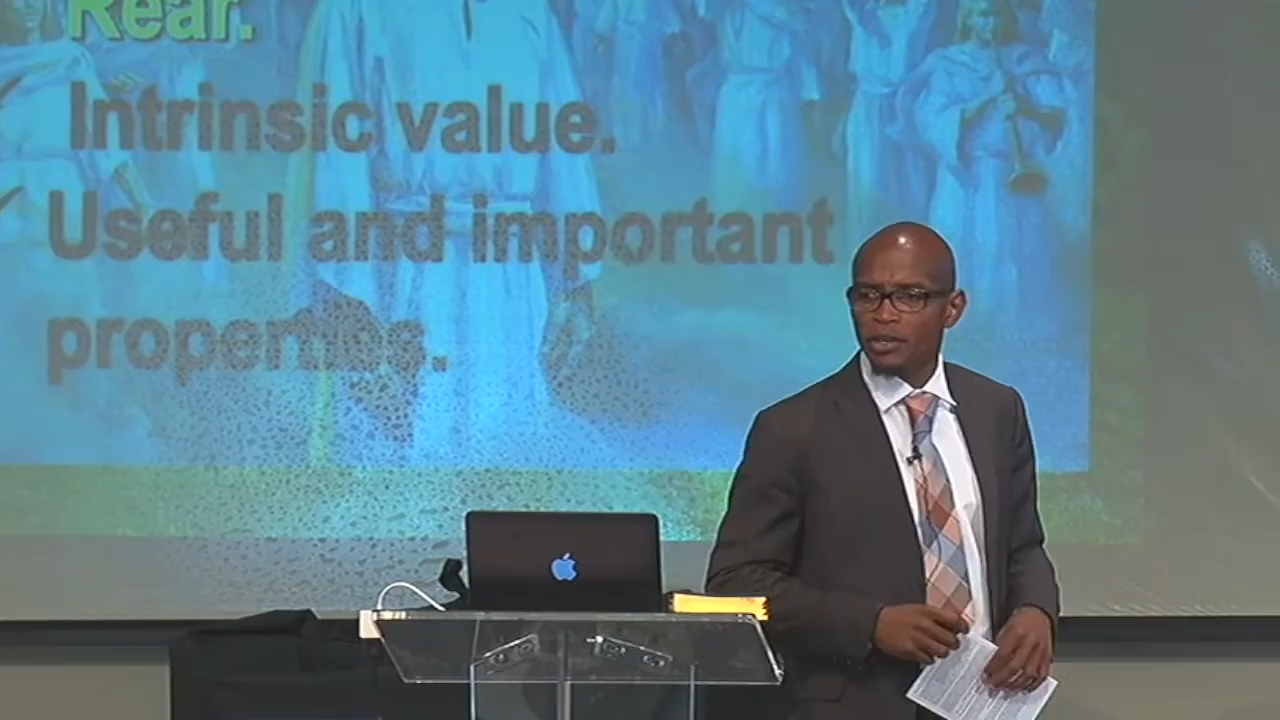 Rear.
Intrinsic value.
Useful and important
properties.